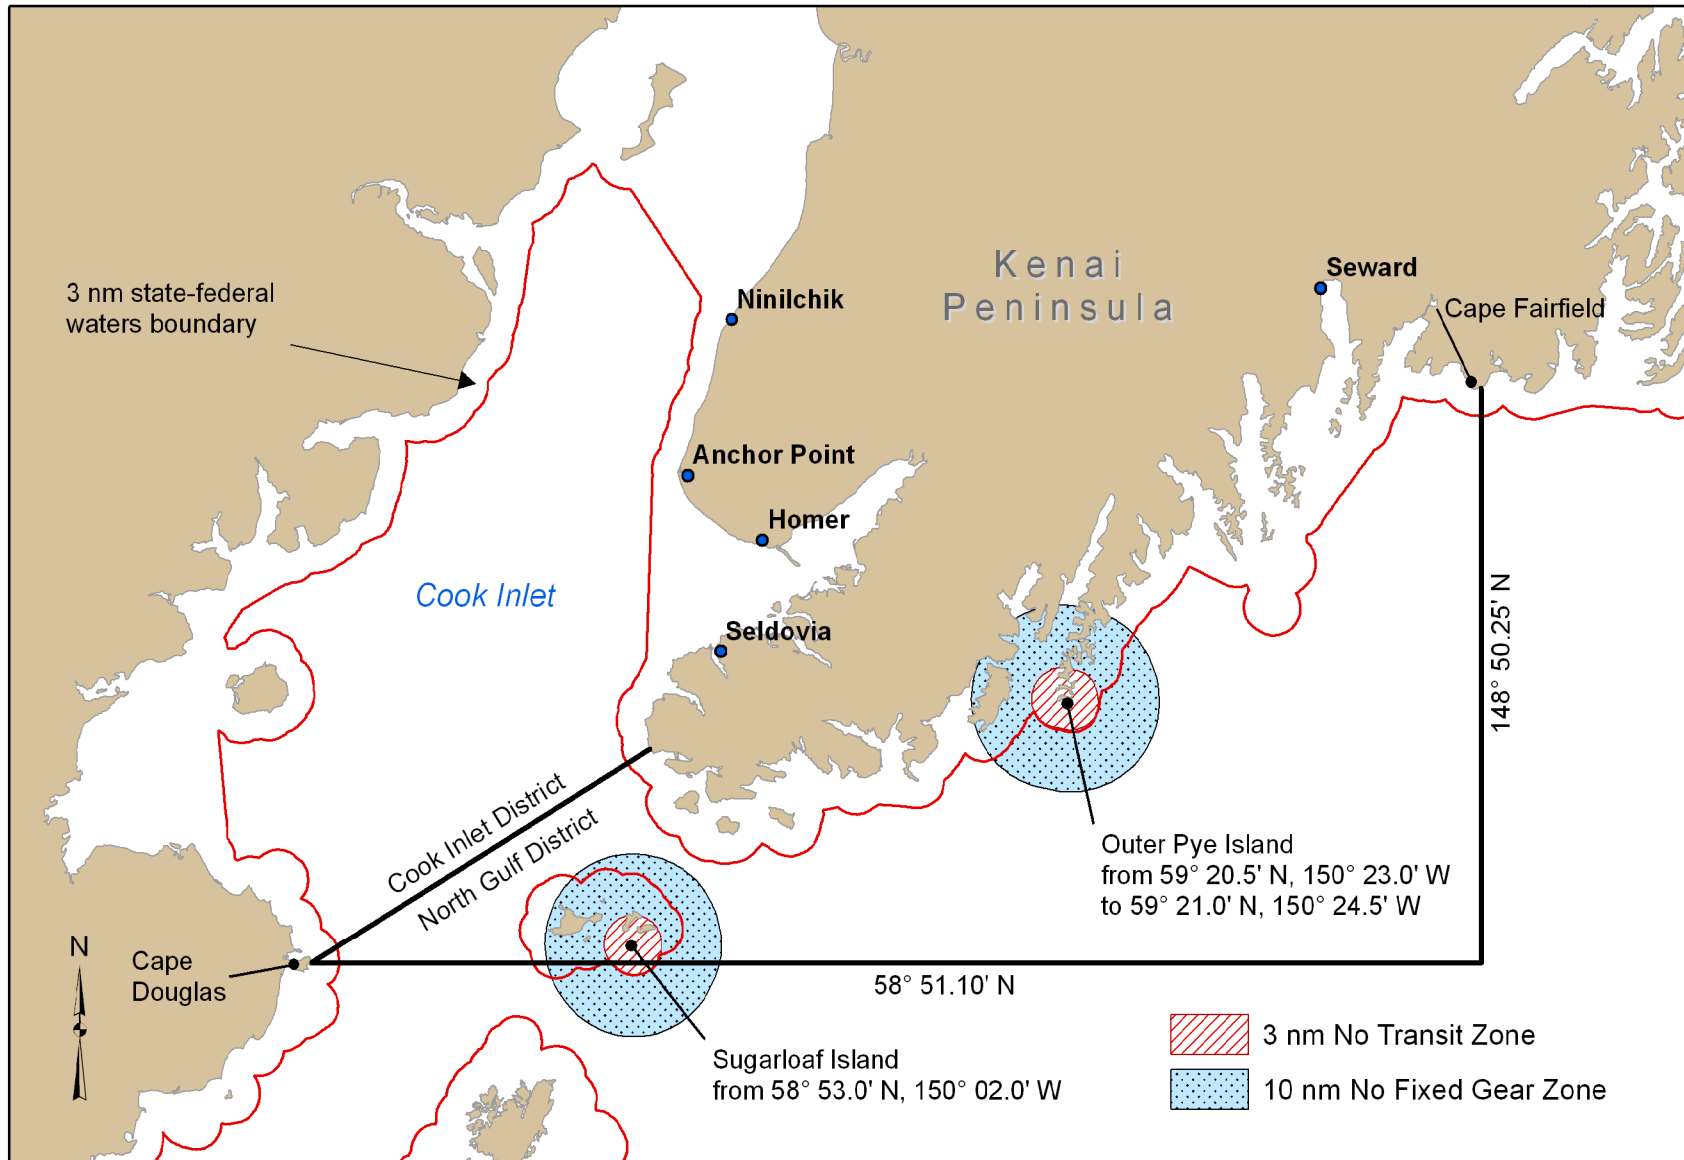 Kenai
Peninsula
Seward
Cape Fairfield
3 nm state-federal
waters boundary
Ninilchik
Anchor Point
Homer
Cook Inlet
Seldovia
148° 50.25' N
Cook Inlet District
North Gulf District
Outer Pye Island
from 59° 20.5' N, 150° 23.0' W
to 59° 21.0' N, 150° 24.5' W
N
Cape
Douglas
58° 51.10' N
Sugarloaf Island
from 58° 53.0' N, 150° 02.0' W
3 nm No Transit Zone
10 nm No Fixed Gear Zone